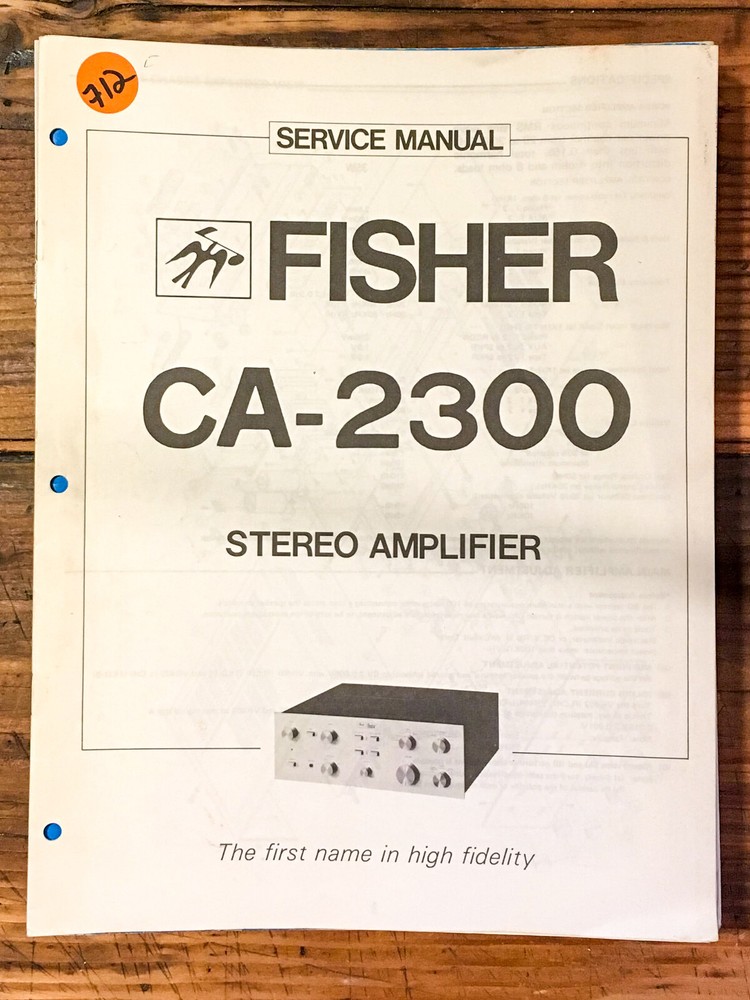 712
SERVICE MANUAL
FISHER
CA-2300
STEREO AMPLIFIER
The first name in high fidelity